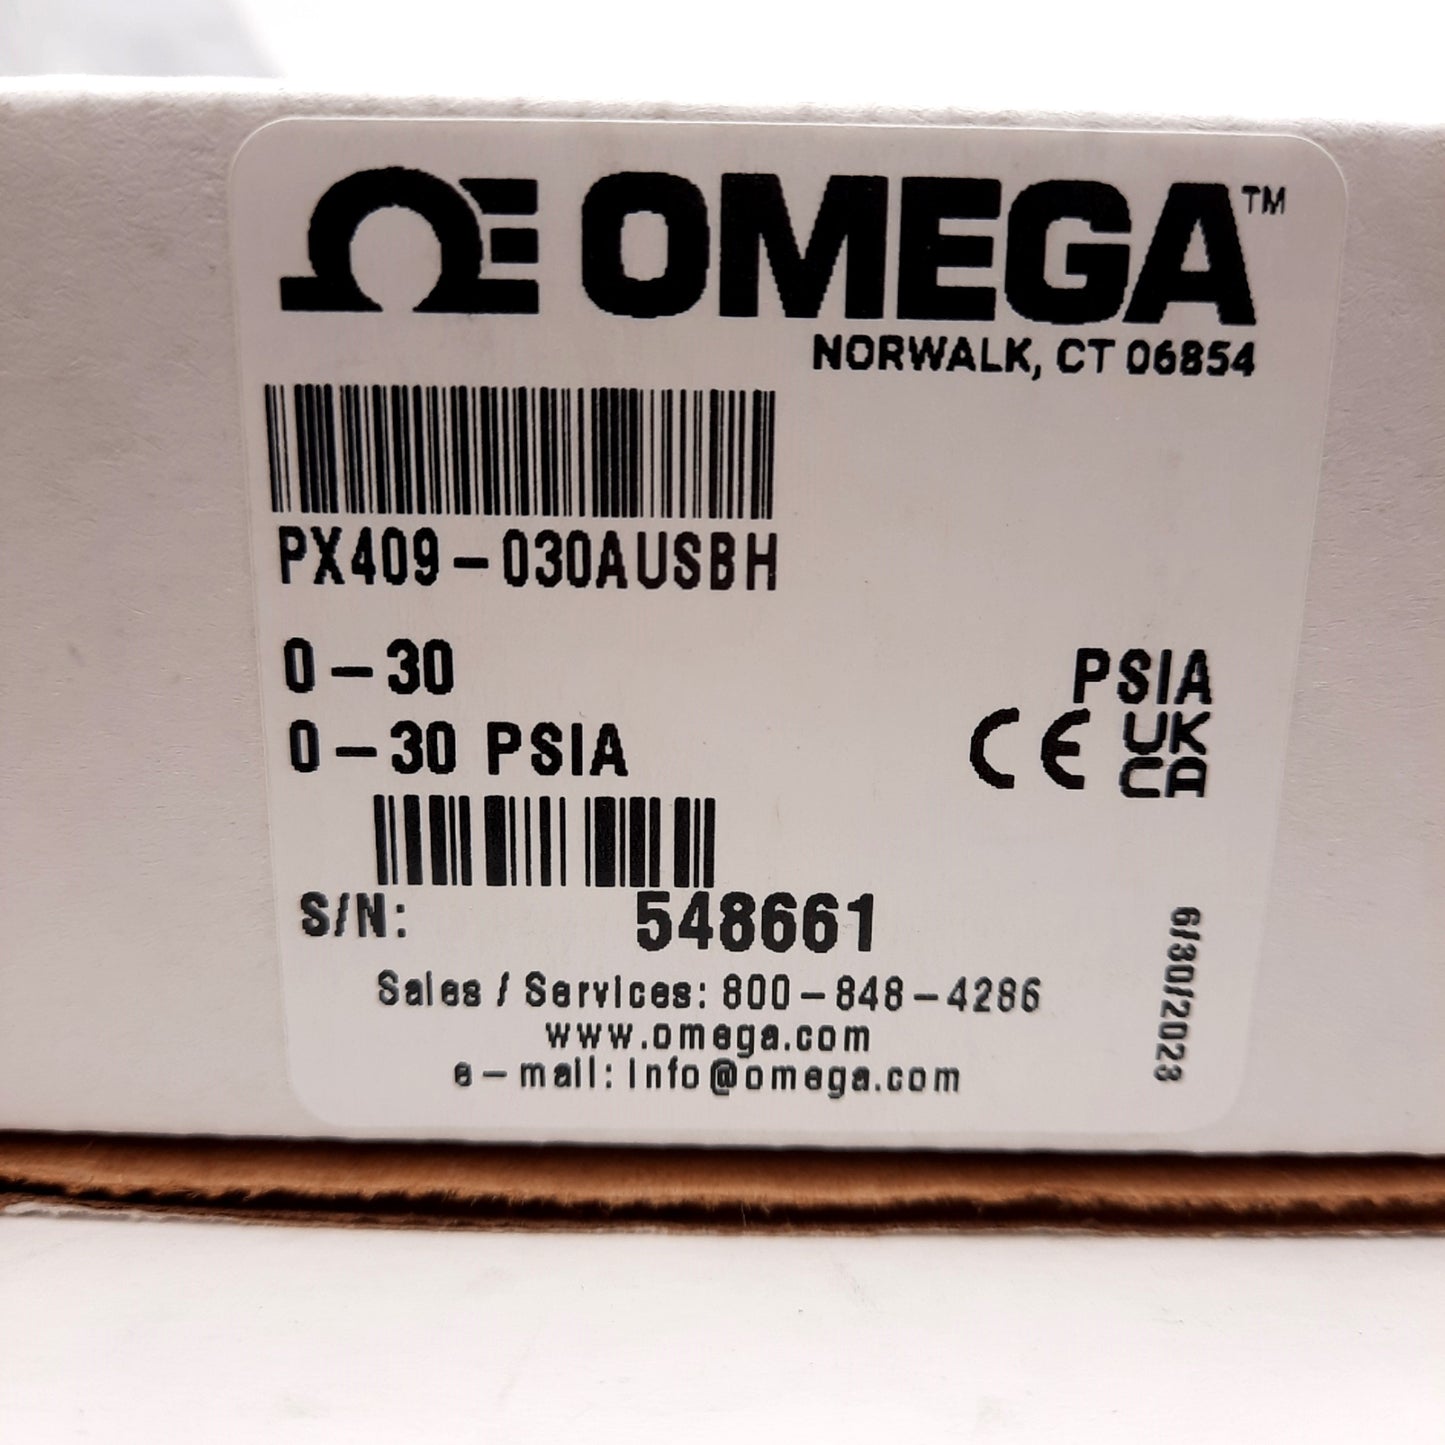 ΩE OMEGA™
NORWALK, CT 06854
PX409-030AUSBH
0-30 PSIA
0-30 PSIA
CE UK CA
S/N: 548661
6/30/2023
Sales / Services: 800-848-4286
www.omega.com
e-mail: info@omega.com